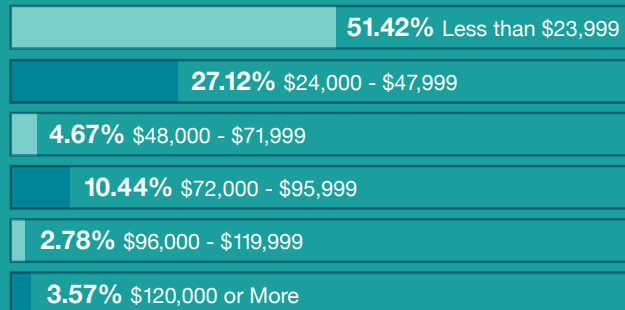 51.42% Less than $23,999
27.12% $24,000 - $47,999
4.67% $48,000 - $71,999
10.44% $72,000 - $95,999
2.78% $96,000 - $119,999
3.57% $120,000 or More